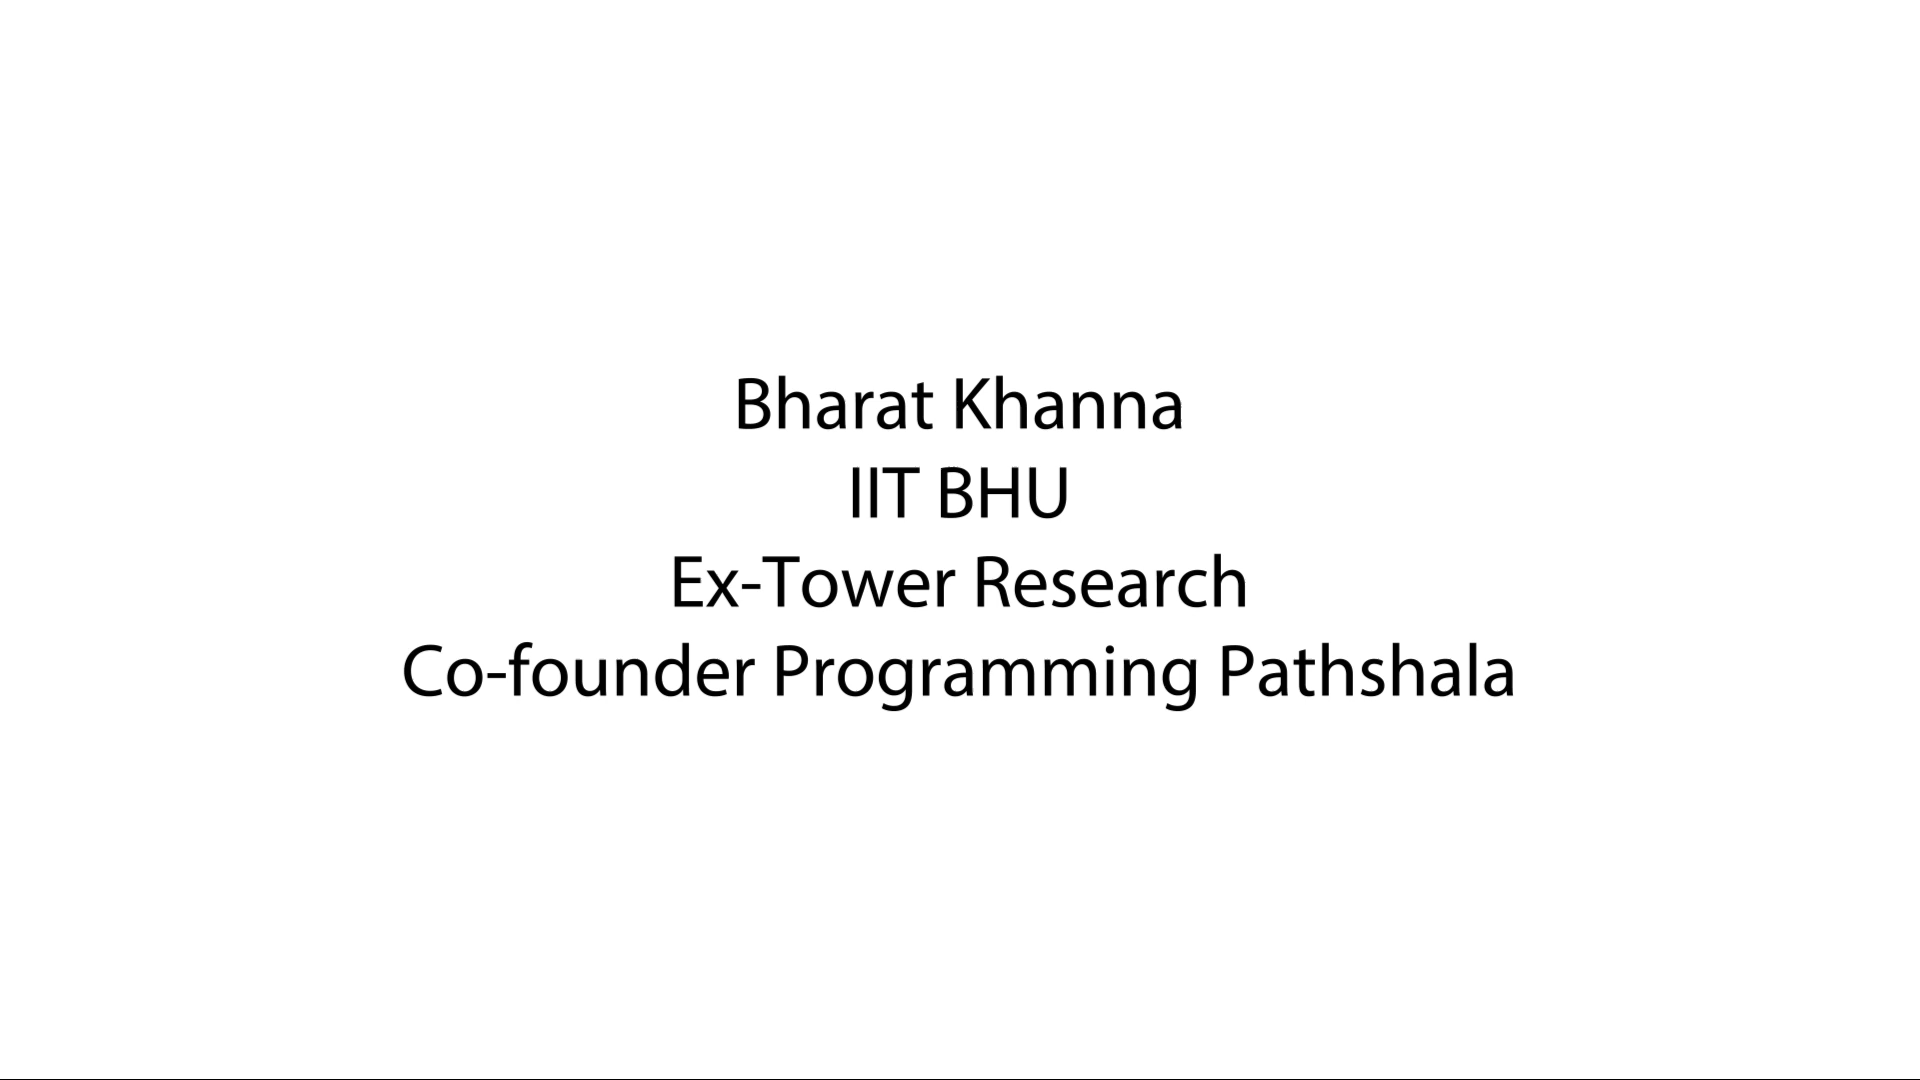 Bharat Khanna
IIT BHU
Ex-Tower Research
Co-founder Programming Pathshala